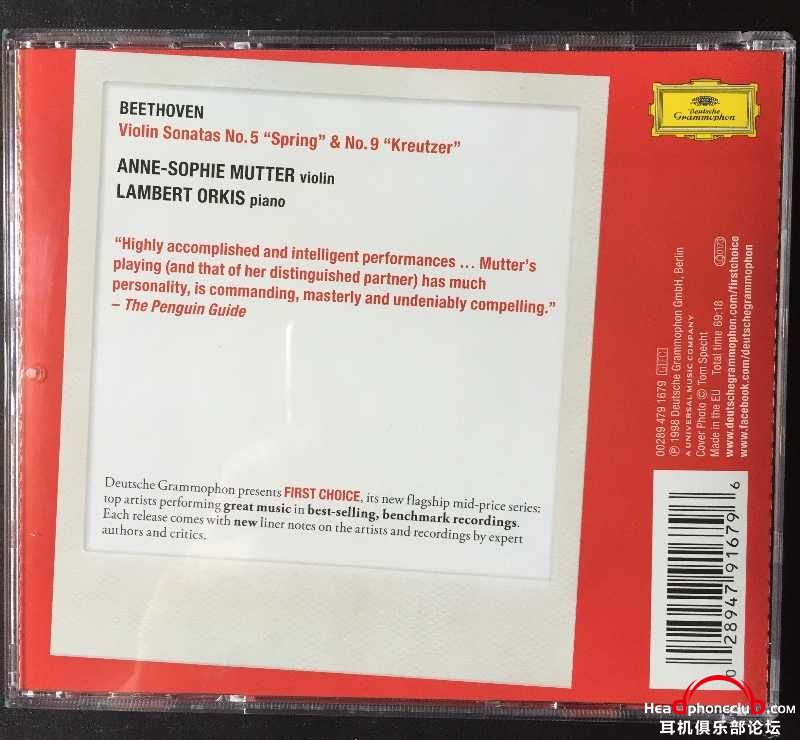 BEETHOVEN
Violin Sonatas No. 5 “Spring” & No. 9 “Kreutzer”
ANNE-SOPHIE MUTTER violin
LAMBERT ORKIS piano
“Highly accomplished and intelligent performances … Mutter’s
playing (and that of her distinguished partner) has much
personality, is commanding, masterly and undeniably compelling.”
– The Penguin Guide
Deutsche Grammophon presents FIRST CHOICE, its new flagship mid-price series:
top artists performing great music in best-selling, benchmark recordings.
Each release comes with new liner notes on the artists and recordings by expert
authors and critics.
Deutsche
Grammophon
00289 479 1679
℗ 1998 Deutsche Grammophon GmbH, Berlin
A UNIVERSAL MUSIC COMPANY
Cover Photo © Tom Specht
Made in the EU Total time 69:18
www.deutschegrammophon.com/firstchoice
www.facebook.com/deutschegrammophon
0 28947 91679 6
Headphoneclub.com
耳机俱乐部论坛